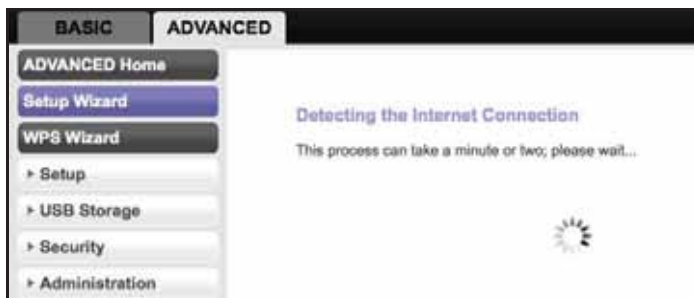 BASIC
ADVANCED
ADVANCED Home
Setup Wizard
WPS Wizard
Setup
USB Storage
Security
Administration
Detecting the Internet Connection
This process can take a minute or two; please wait...